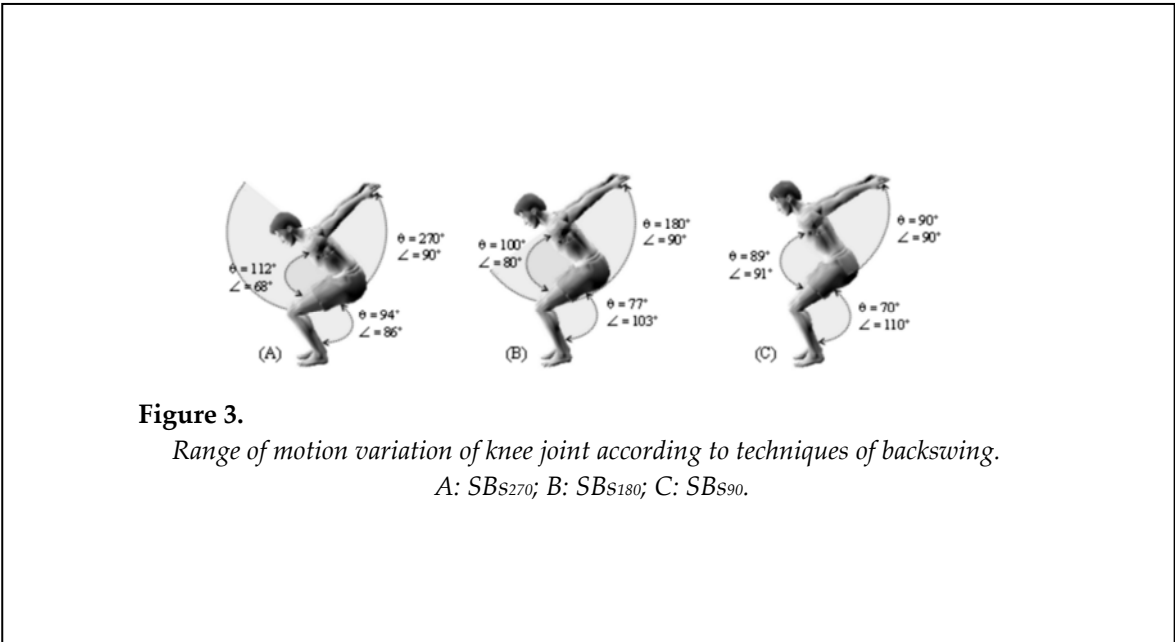 θ = 270°
∠ = 90°
θ = 112°
∠ = 68°
θ = 94°
∠ = 86°
(A)
θ = 180°
∠ = 90°
θ = 100°
∠ = 80°
θ = 77°
∠ = 103°
(B)
θ = 90°
∠ = 90°
θ = 89°
∠ = 91°
θ = 70°
∠ = 110°
(C)
Figure 3.
Range of motion variation of knee joint according to techniques of backswing.
A: SBs270; B: SBs180; C: SBs90.